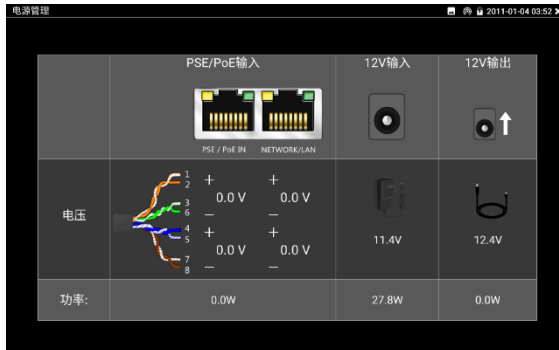 电源管理
2011-01-04 03:52
PSE/PoE输入
12V输入
12V输出
PSE / PoE IN
NETWORK/LAN
电压
1
2
3
6
4
5
7
8
+ +
0.0 V 0.0 V
— —
+ +
0.0 V 0.0 V
— —
11.4V
12.4V
功率:
0.0W
27.8W
0.0W